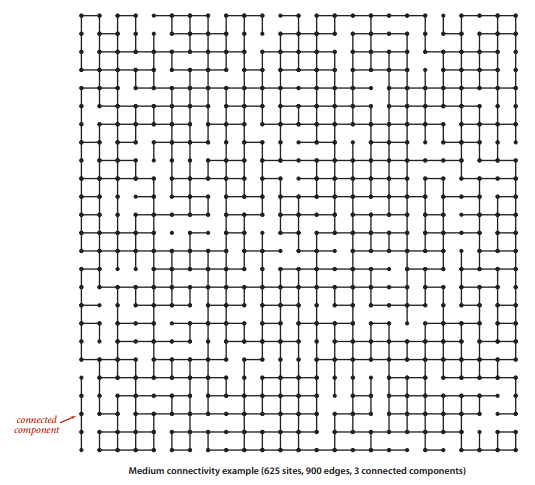 connected
component
Medium connectivity example (625 sites, 900 edges, 3 connected components)